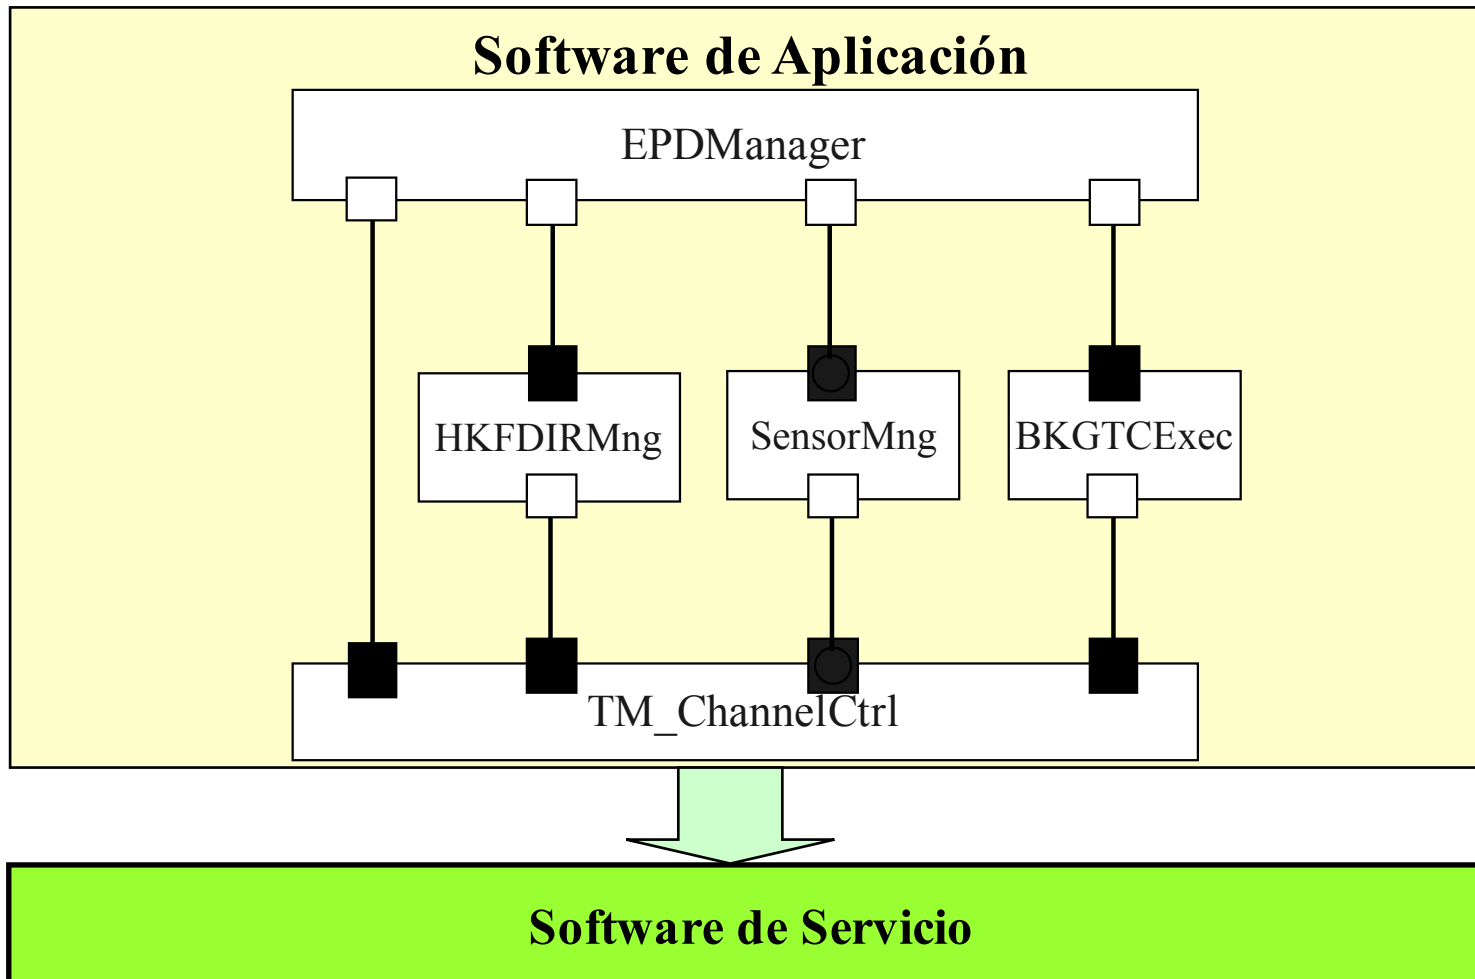 Software de Aplicación
EPDManager
HKFDIRMng
SensorMng
BKGTCExec
TM_ChannelCtrl
Software de Servicio